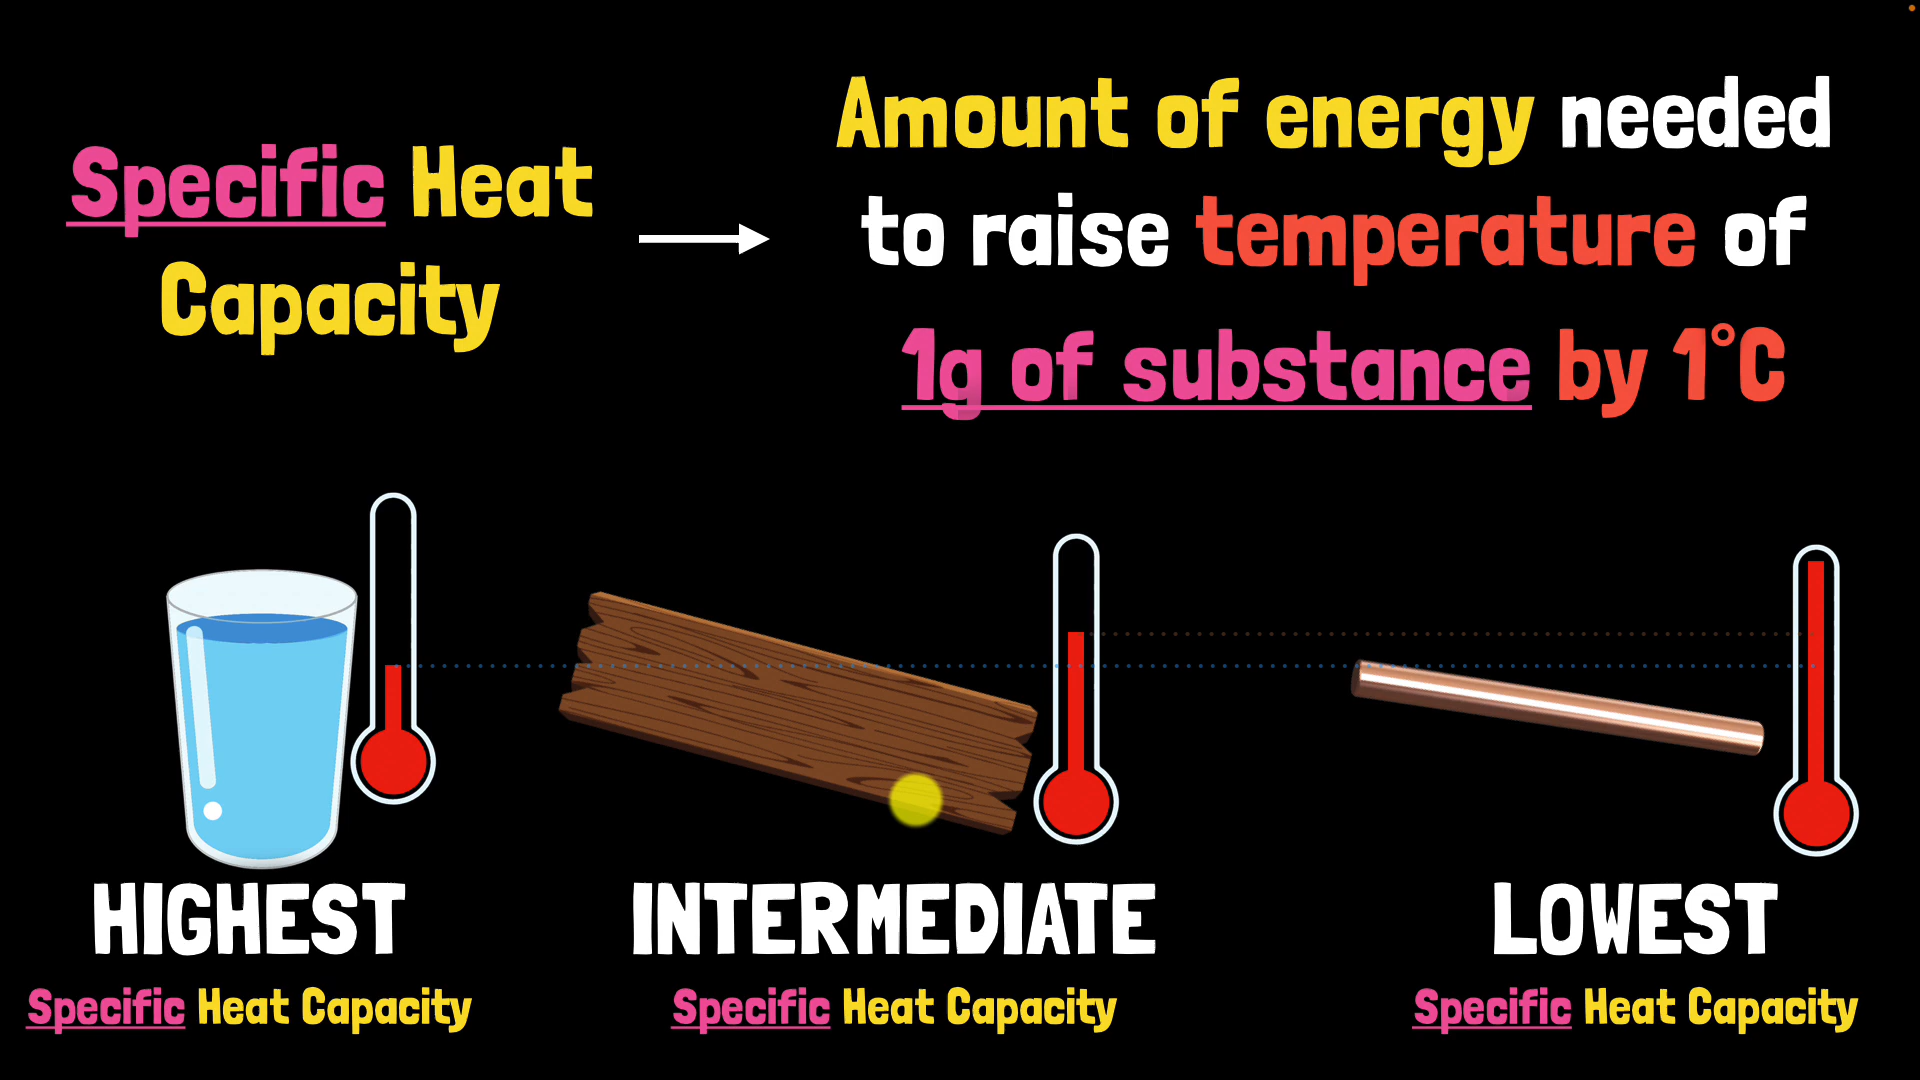 Specific Heat
Capacity
Amount of energy needed
to raise temperature of
1g of substance by 1°C
HIGHEST
Specific Heat Capacity
INTERMEDIATE
Specific Heat Capacity
LOWEST
Specific Heat Capacity